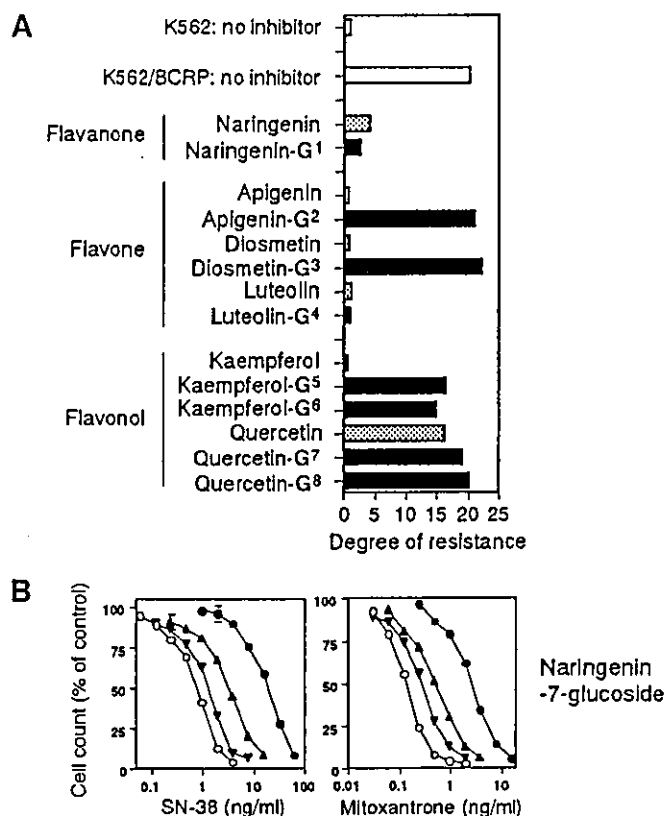 A
K562: no inhibitor
K562/BCRP: no inhibitor
Flavanone
Naringenin
Naringenin-G1
Flavone
Apigenin
Apigenin-G2
Diosmetin
Diosmetin-G3
Luteolin
Luteolin-G4
Flavonol
Kaempferol
Kaempferol-G5
Kaempferol-G6
Quercetin
Quercetin-G7
Quercetin-G8
0 5 10 15 20 25
Degree of resistance
B
Cell count (% of control)
100
75
50
25
0
0.1 1 10 100
SN-38 (ng/ml)
100
75
50
25
0
0.01 0.1 1 10
Mitoxantrone (ng/ml)
Naringenin
-7-glucoside